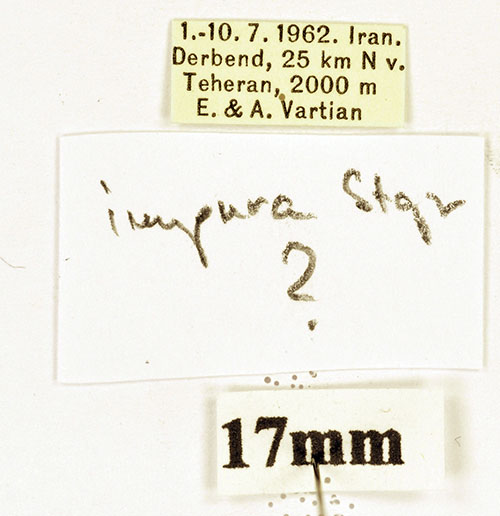 1.-10. 7. 1962. Iran.
Derbend, 25 km N v.
Teheran, 2000 m
E. & A. Vartian
impura Stgr
?
17mm